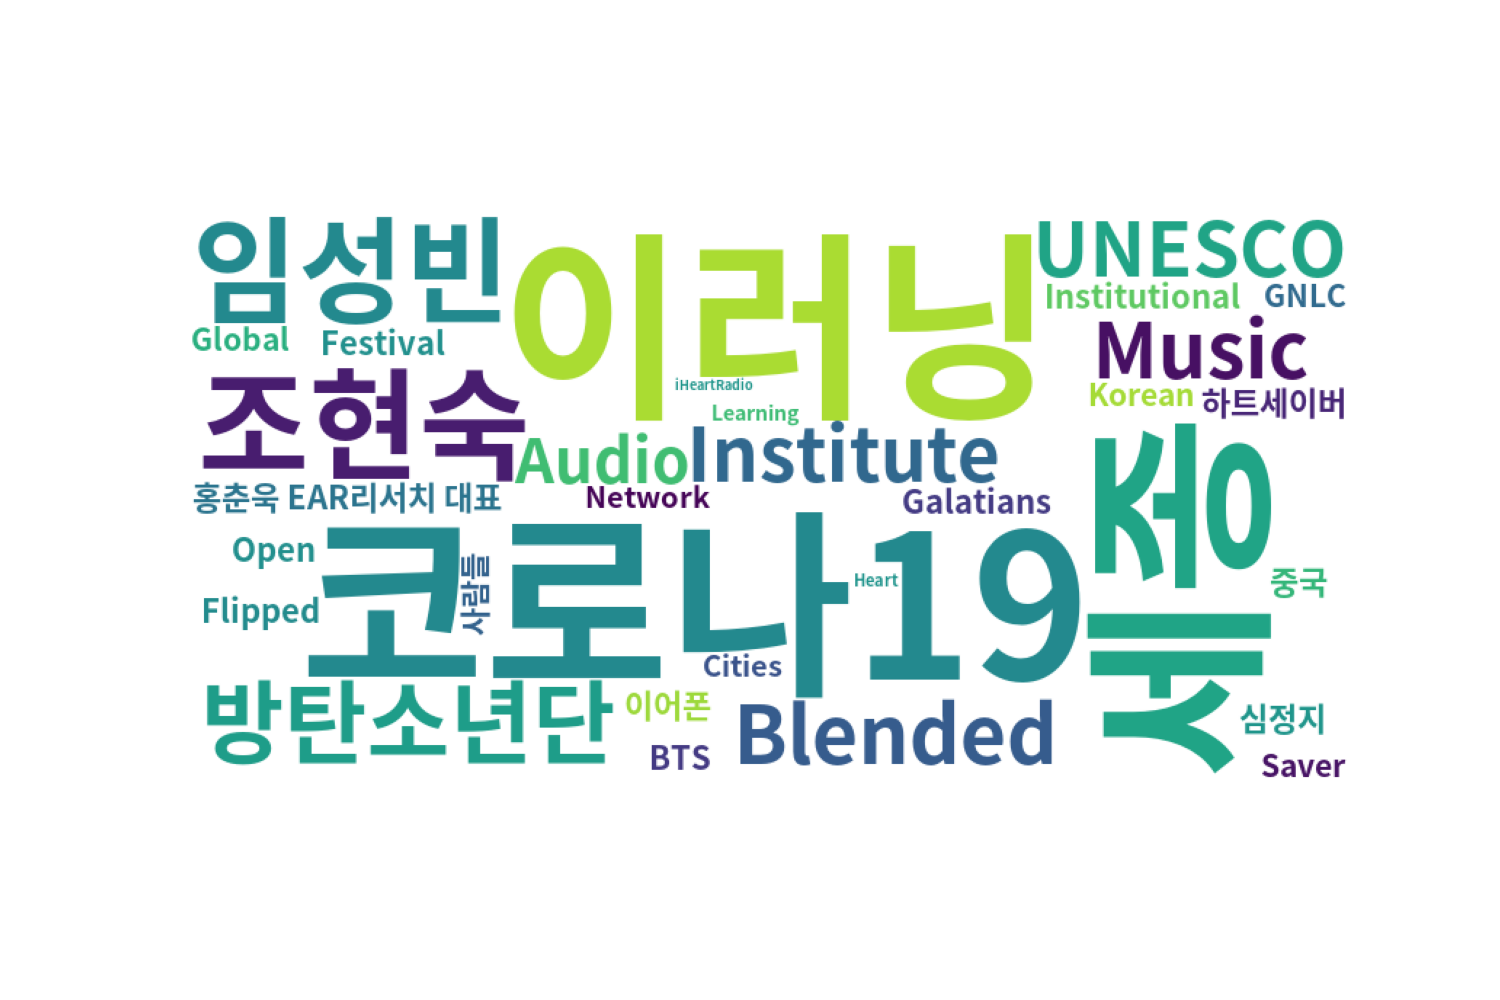 임성빈
이러닝
UNESCO
Global
Festival
Institutional
GNLC
조현숙
iHeartRadio
Learning
Music
Korean
하트세이버
Audio
Institute
홍춘욱 EAR리서치 대표
Network
Galatians
세종
Open
코로나19
사람들
Heart
중국
Flipped
Cities
방탄소년단
이어폰
BTS
Blended
심정지
Saver